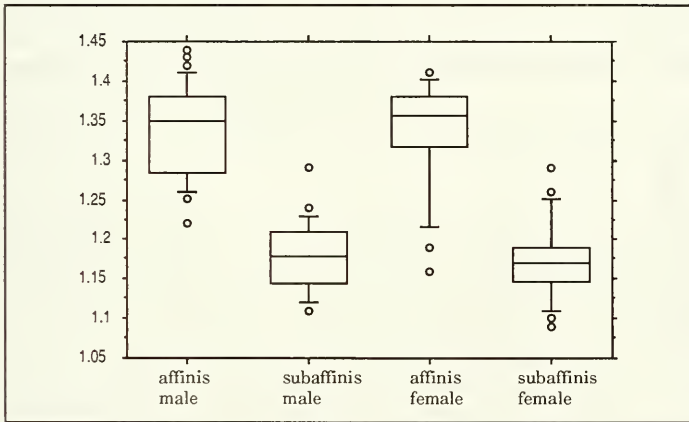 1.45
1.4
1.35
1.3
1.25
1.2
1.15
1.1
1.05
affinis male
subaffinis male
affinis female
subaffinis female